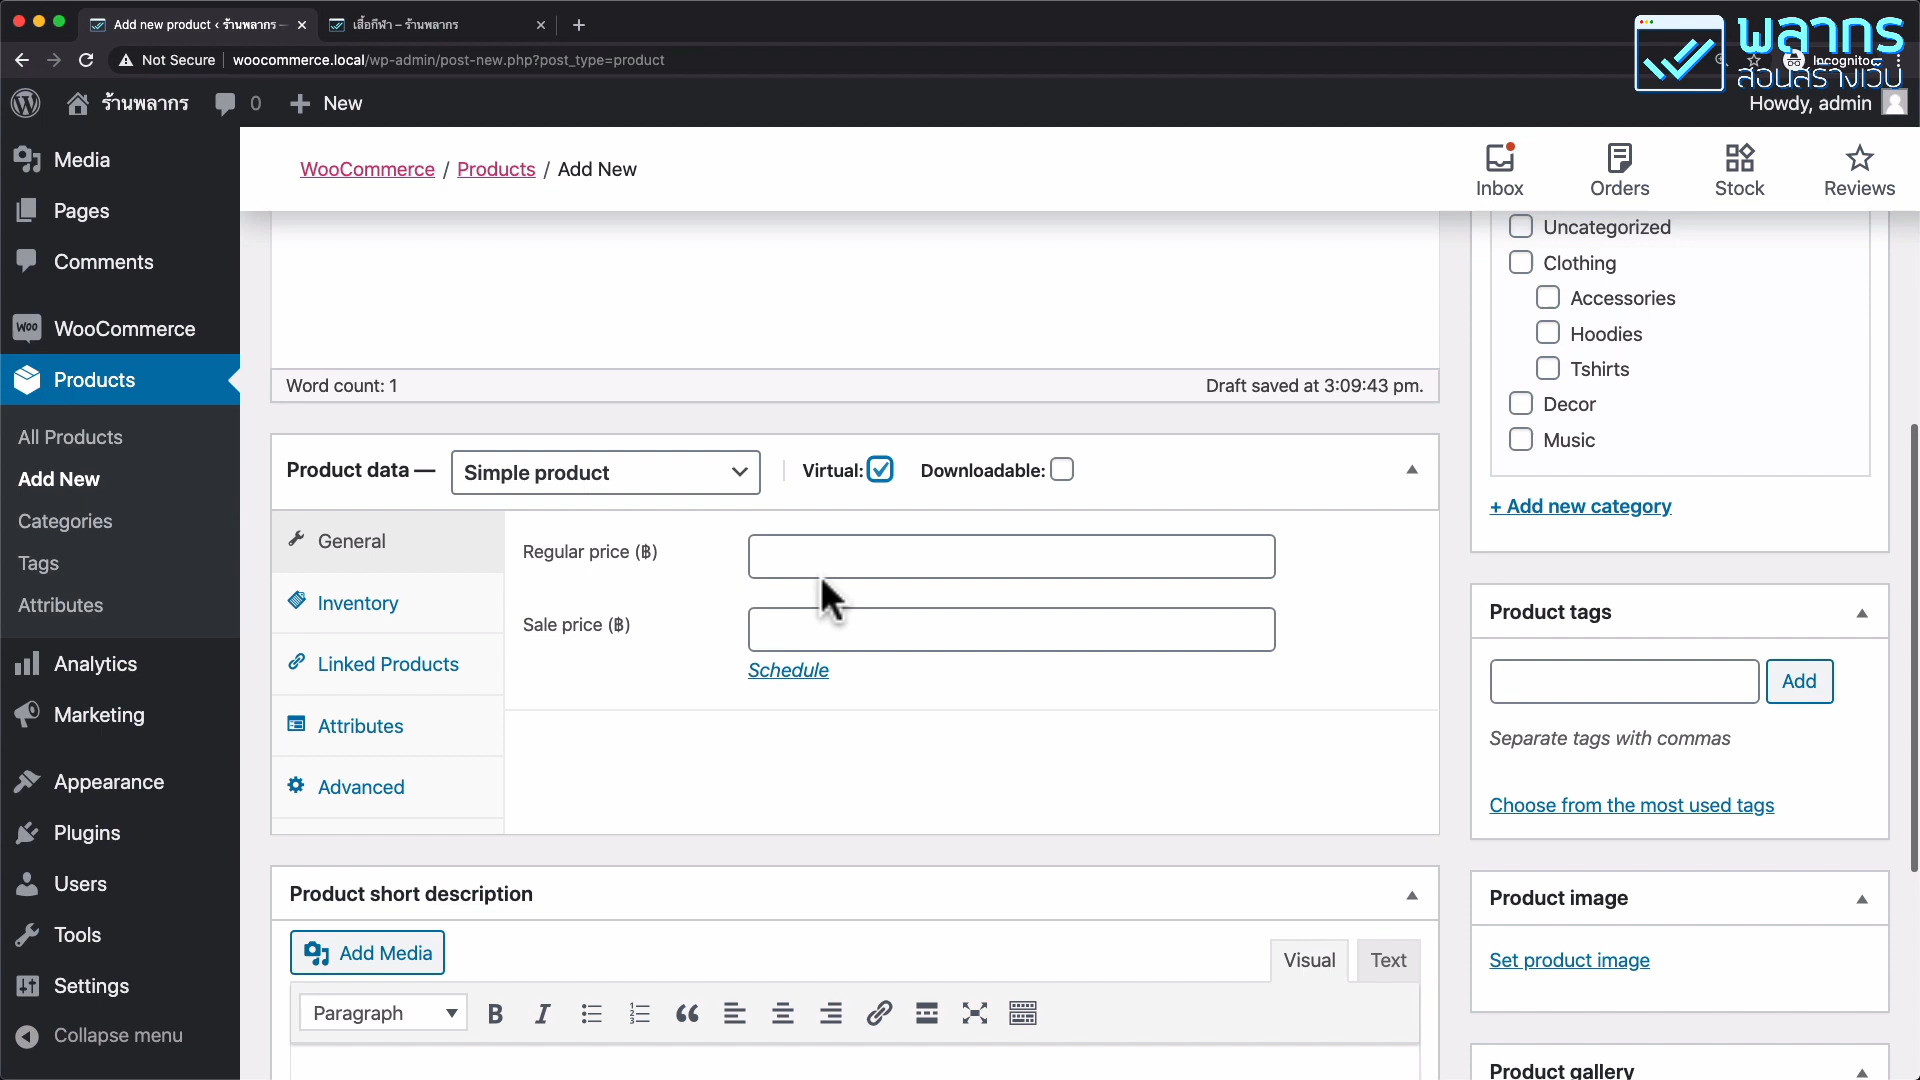 Add new product ‹ ร้านพลากร –
เสื้อกีฬา – ร้านพลากร
Not Secure
woocommerce.local/wp-admin/post-new.php?post_type=product
Incognito
พลากร
สอนสร้างเว็บ
ร้านพลากร
0
New
Howdy, admin
Media
Pages
Comments
Woo
WooCommerce
Products
All Products
Add New
Categories
Tags
Attributes
Analytics
Marketing
Appearance
Plugins
Users
Tools
Settings
Collapse menu
WooCommerce / Products / Add New
Inbox
Orders
Stock
Reviews
Word count: 1
Draft saved at 3:09:43 pm.
Product data —
Simple product
Virtual:
Downloadable:
General
Inventory
Linked Products
Attributes
Advanced
Regular price (฿)
Sale price (฿)
Schedule
Product short description
Add Media
Visual
Text
Paragraph
B
I
Uncategorized
Clothing
Accessories
Hoodies
Tshirts
Decor
Music
+ Add new category
Product tags
Add
Separate tags with commas
Choose from the most used tags
Product image
Set product image
Product gallery